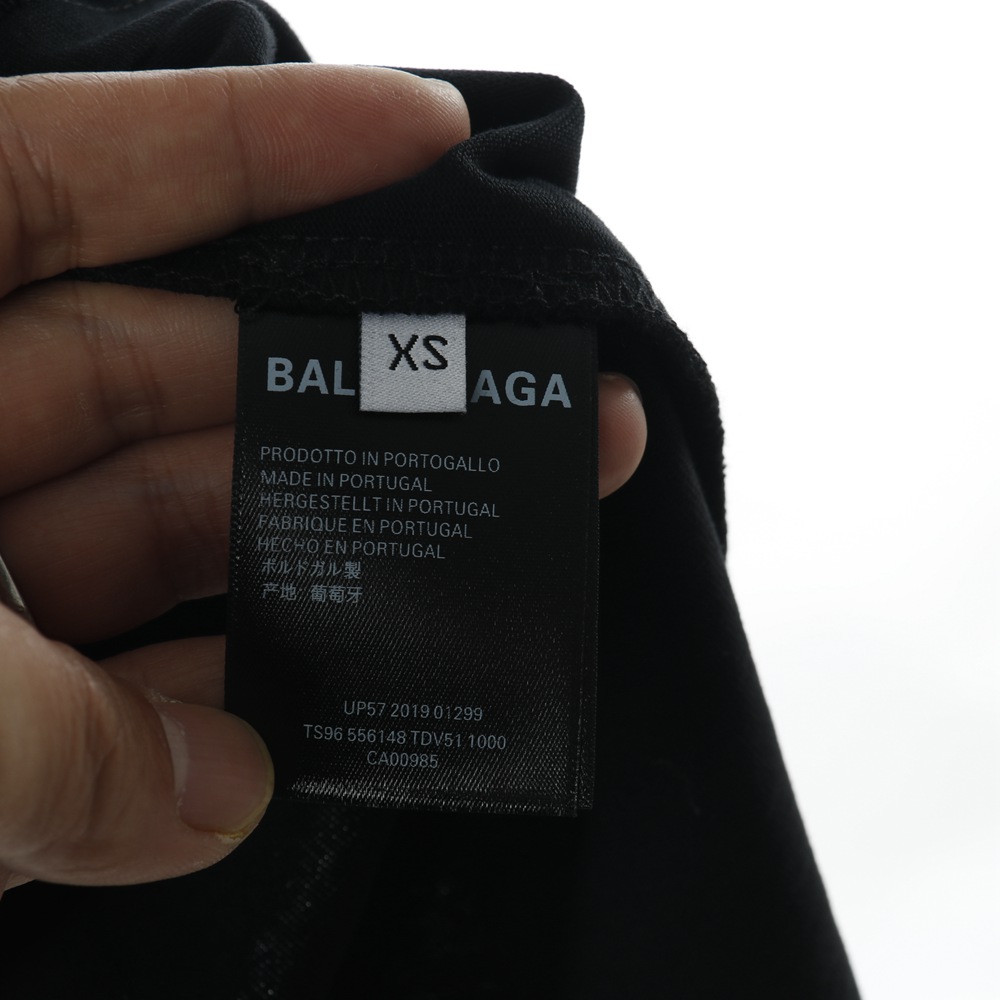 XS
BAL AGA
PRODOTTO IN PORTOGALLO
MADE IN PORTUGAL
HERGESTELLT IN PORTUGAL
FABRIQUE EN PORTUGAL
HECHO EN PORTUGAL
ポルトガル製
产地: 葡萄牙
UP57 2019 01299
TS96 556148 TDV51 1000
CA00985